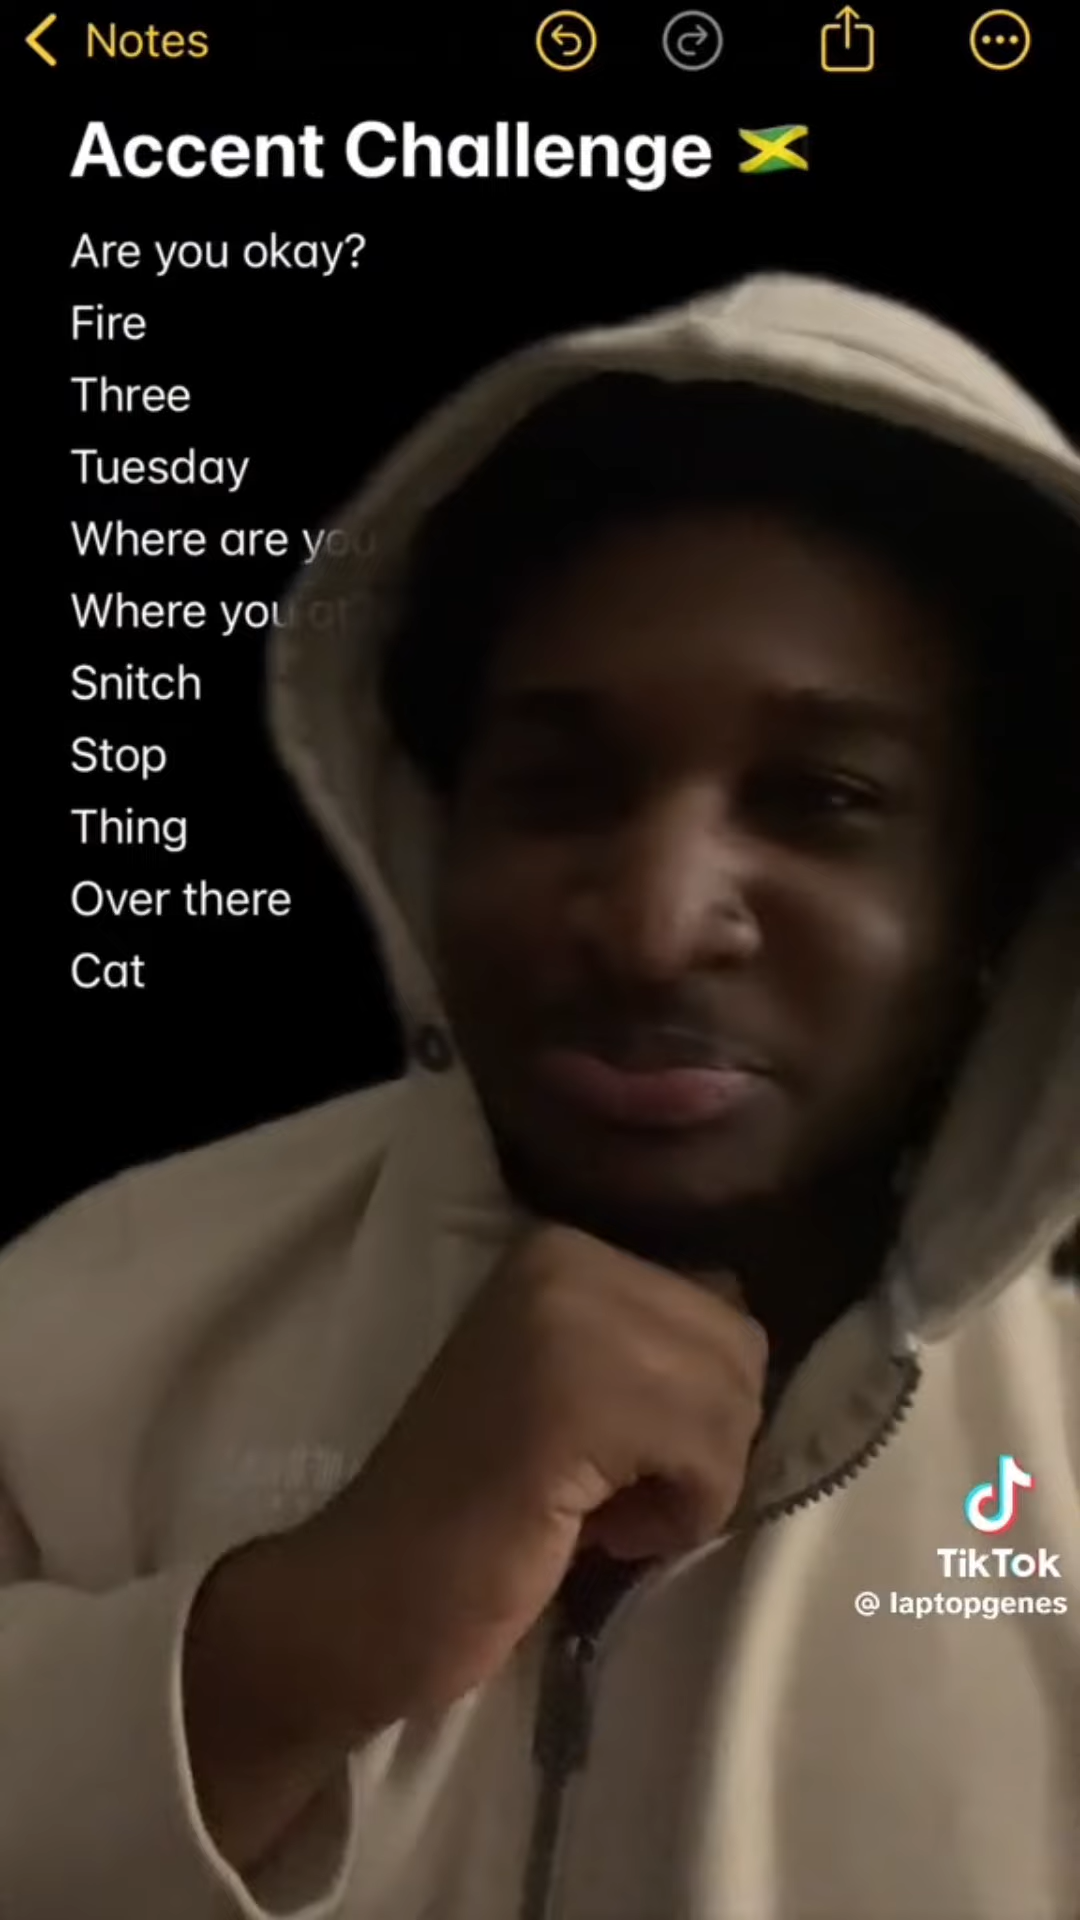 Notes
Accent Challenge 🇯🇲
Are you okay?
Fire
Three
Tuesday
Where are you
Where you at
Snitch
Stop
Thing
Over there
Cat
TikTok
@ laptopgenes